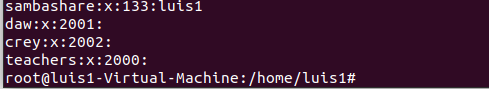 sambashare:x:133:luis1
daw:x:2001:
crey:x:2002:
teachers:x:2000:
root@luis1-Virtual-Machine:/home/luis1#